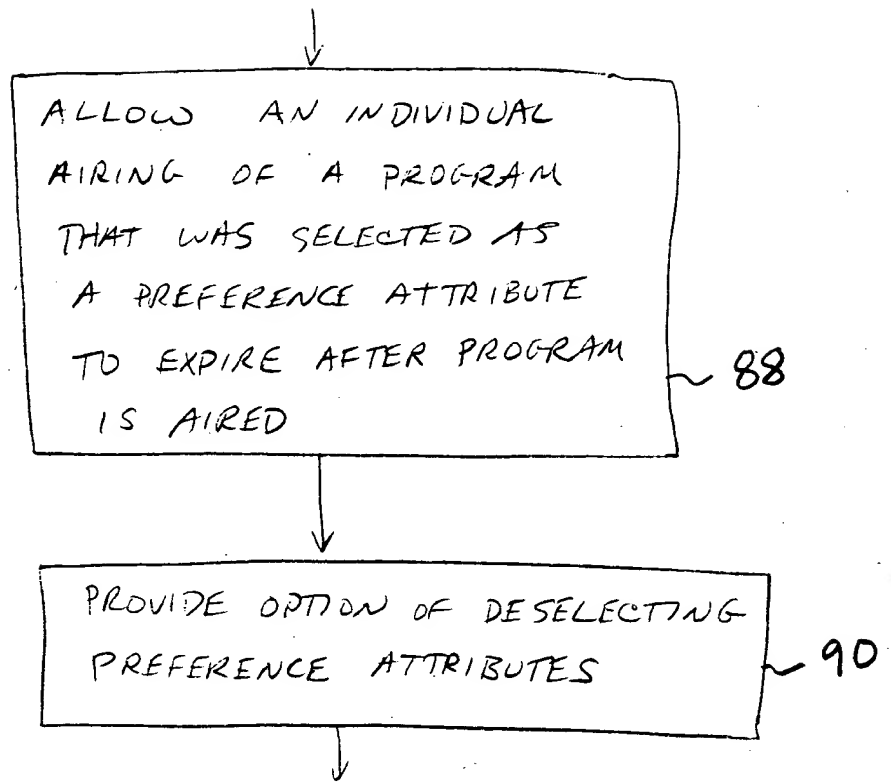 ALLOW AN INDIVIDUAL
AIRING OF A PROGRAM
THAT WAS SELECTED AS
A PREFERENCE ATTRIBUTE
TO EXPIRE AFTER PROGRAM
IS AIRED
88
PROVIDE OPTION OF DESELECTING
PREFERENCE ATTRIBUTES
90